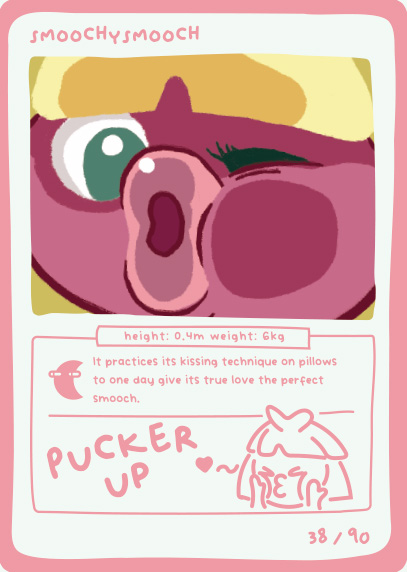 SMOOCHYSMOOCH
height: 0.4m weight: 6kg
It practices its kissing technique on pillows
to one day give its true love the perfect
smooch.
PUCKER
UP
38 / 90